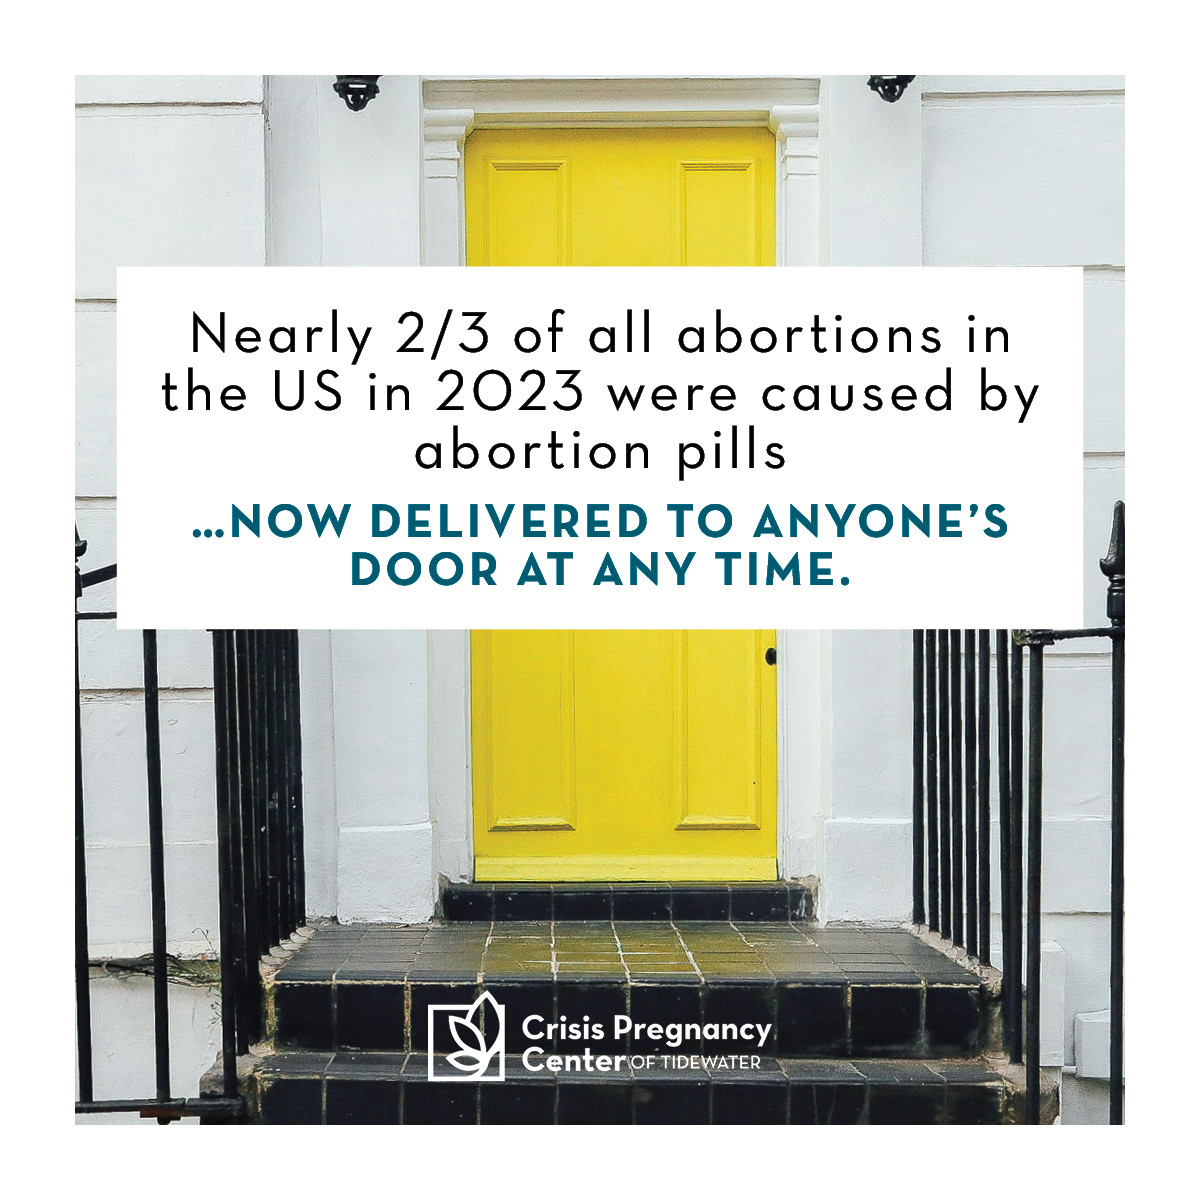 Nearly 2/3 of all abortions in
the US in 2023 were caused by
abortion pills
...NOW DELIVERED TO ANYONE'S
DOOR AT ANY TIME.
Crisis Pregnancy
Center OF TIDEWATER